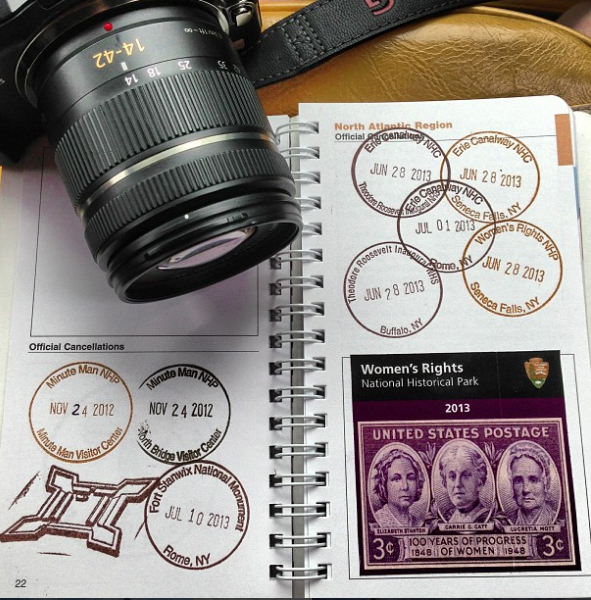 14-42
35 25 18 14
Official Cancellations
Minute Man NHP
NOV 24 2012
Minute Man Visitor Center
Minute Man NHP
NOV 24 2012
North Bridge Visitor Center
Fort Stanwix National Monument
JUL 10 2013
Rome, NY
22
North Atlantic Region
Official Cancellations
Erie Canalway NHC
JUN 28 2013
Erie Canalway NHC
JUN 28 2013
Seneca Falls, NY
Erie Canalway NHC
JUL 01 2013
Rome, NY
Women's Rights NHP
JUN 28 2013
Seneca Falls, NY
Theodore Roosevelt Inaugural NHS
JUN 28 2013
Buffalo, NY
Women's Rights
National Historical Park
2013
UNITED STATES POSTAGE
ELIZABETH STANTON CARRIE C. CATT LUCRETIA MOTT
3¢ 100 YEARS OF PROGRESS 3¢
1848 OF WOMEN 1948